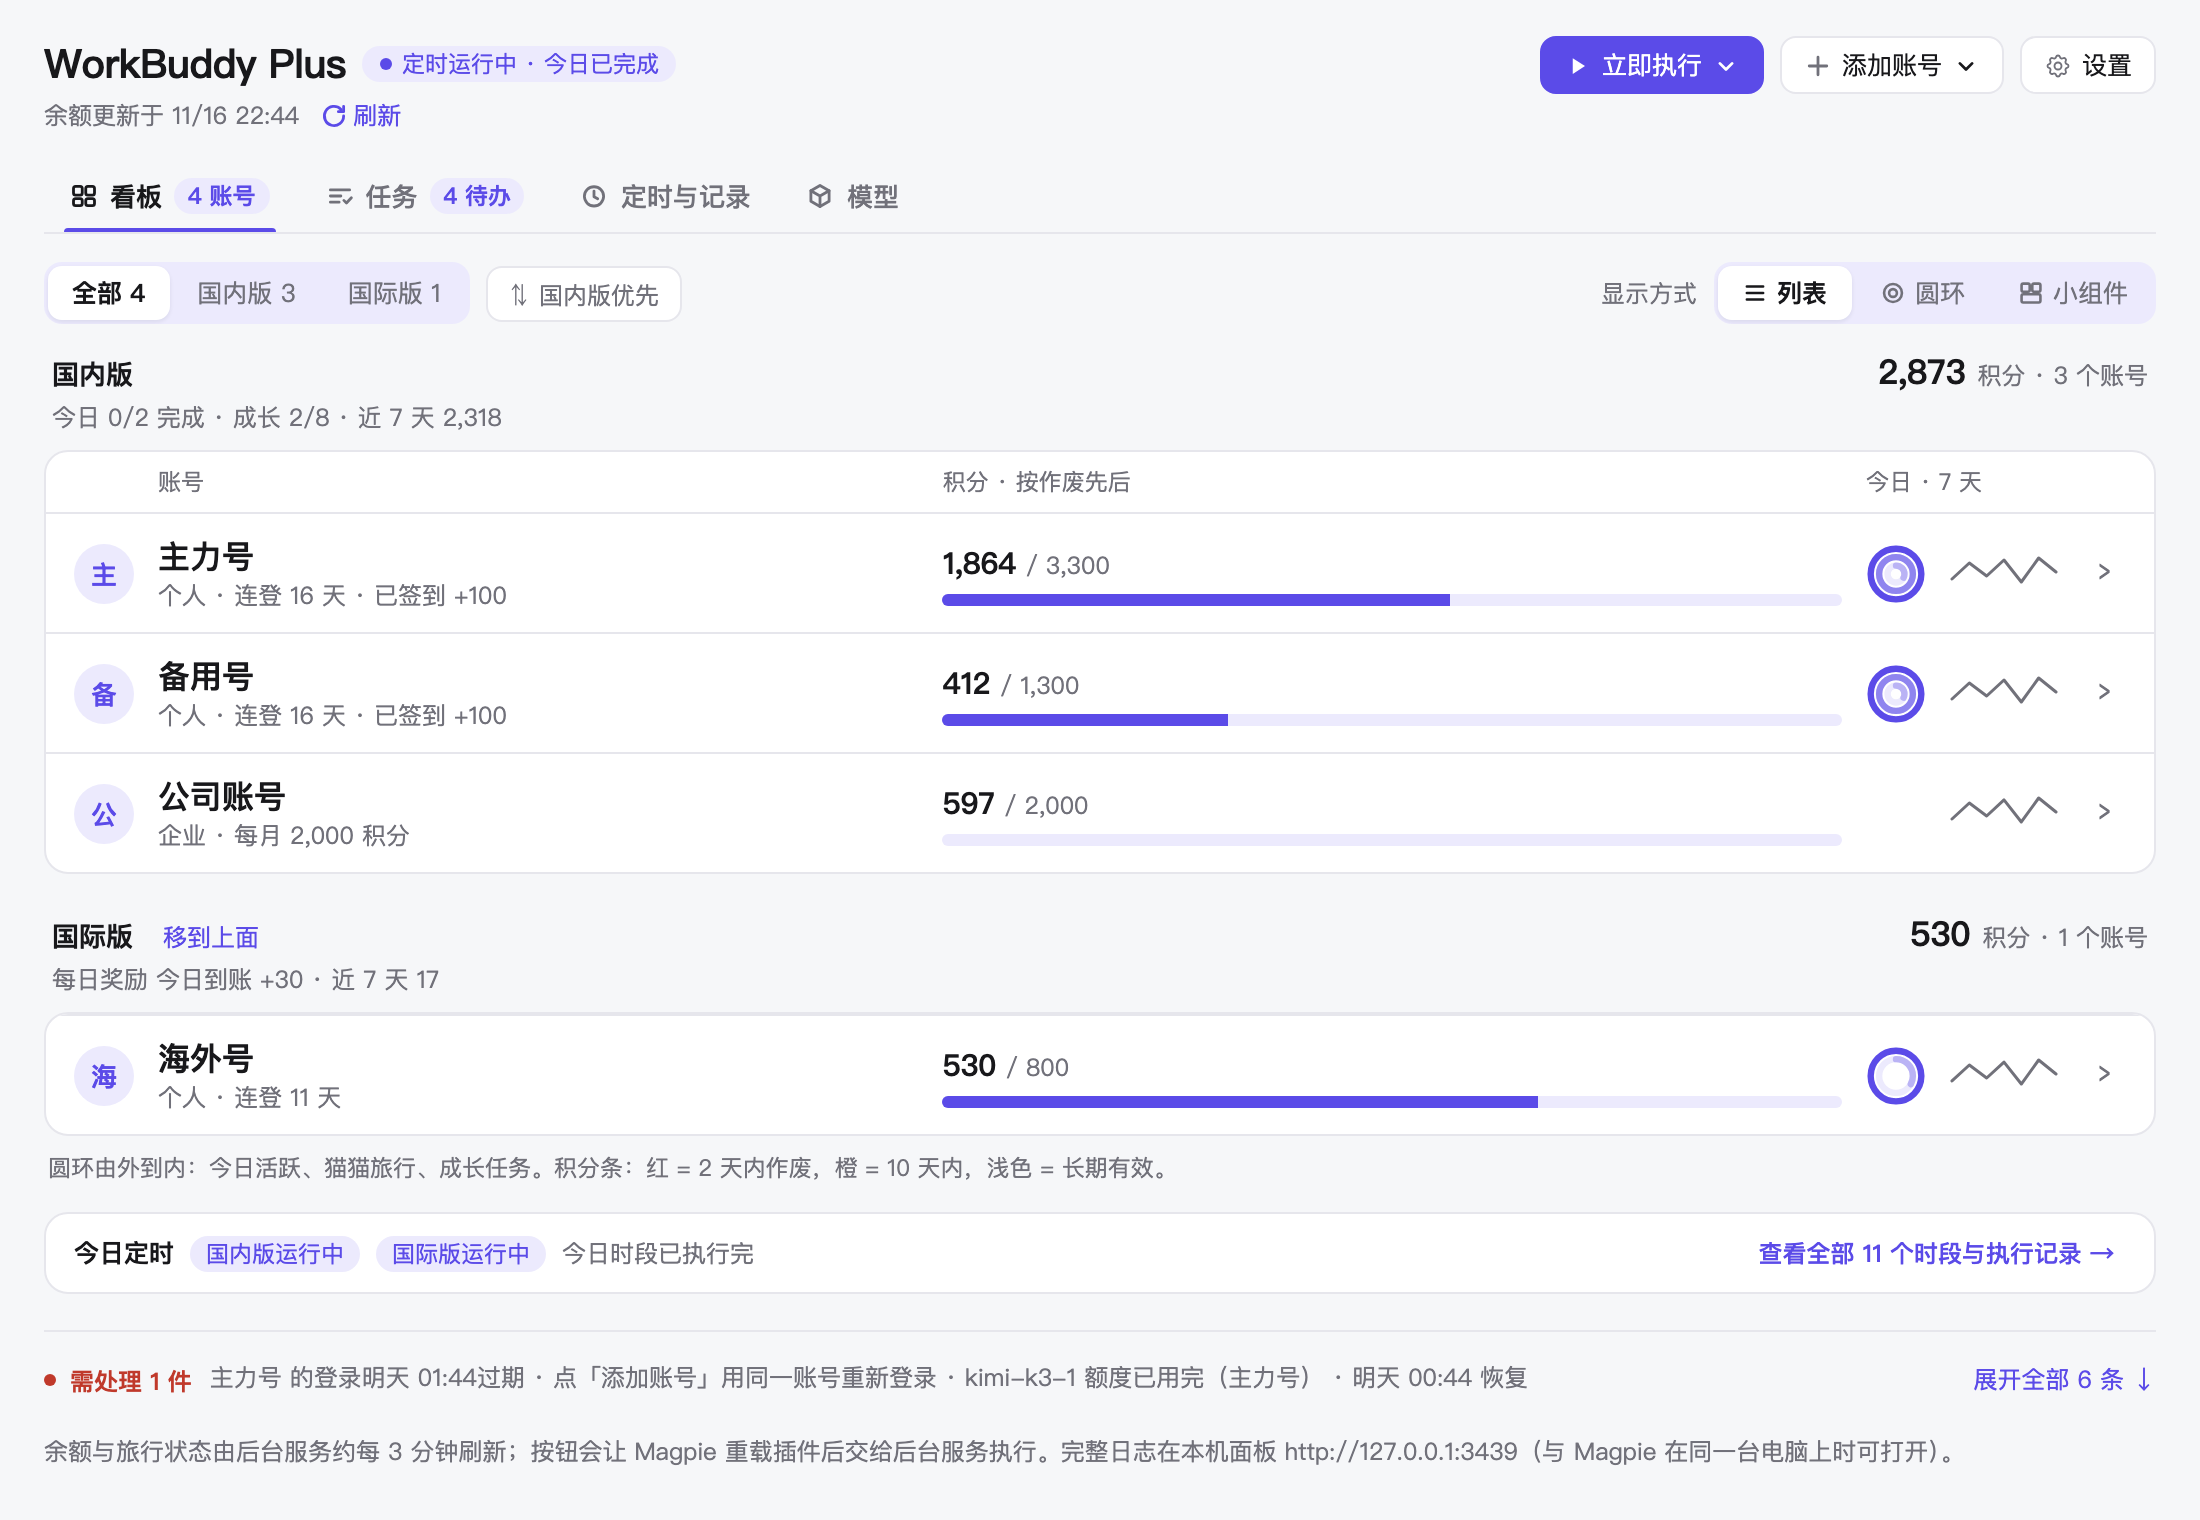 WorkBuddy Plus
定时运行中 · 今日已完成
立即执行
添加账号
设置
余额更新于 11/16 22:44
刷新
看板
4 账号
任务
4 待办
定时与记录
模型
全部 4
国内版 3
国际版 1
国内版优先
显示方式
列表
圆环
小组件
国内版
2,873 积分 · 3 个账号
今日 0/2 完成 · 成长 2/8 · 近 7 天 2,318
账号
积分 · 按作废先后
今日 · 7 天
主
主力号
个人 · 连登 16 天 · 已签到 +100
1,864 / 3,300
备
备用号
个人 · 连登 16 天 · 已签到 +100
412 / 1,300
公
公司账号
企业 · 每月 2,000 积分
597 / 2,000
国际版
移到上面
530 积分 · 1 个账号
每日奖励 今日到账 +30 · 近 7 天 17
海
海外号
个人 · 连登 11 天
530 / 800
圆环由外到内：今日活跃、猫猫旅行、成长任务。积分条：红 = 2 天内作废，橙 = 10 天内，浅色 = 长期有效。
今日定时
国内版运行中
国际版运行中
今日时段已执行完
查看全部 11 个时段与执行记录 →
需处理 1 件
主力号 的登录明天 01:44过期 · 点「添加账号」用同一账号重新登录 · kimi-k3-1 额度已用完（主力号） · 明天 00:44 恢复
展开全部 6 条 ↓
余额与旅行状态由后台服务约每 3 分钟刷新；按钮会让 Magpie 重载插件后交给后台服务执行。完整日志在本机面板 http://127.0.0.1:3439（与 Magpie 在同一台电脑上时可打开）。